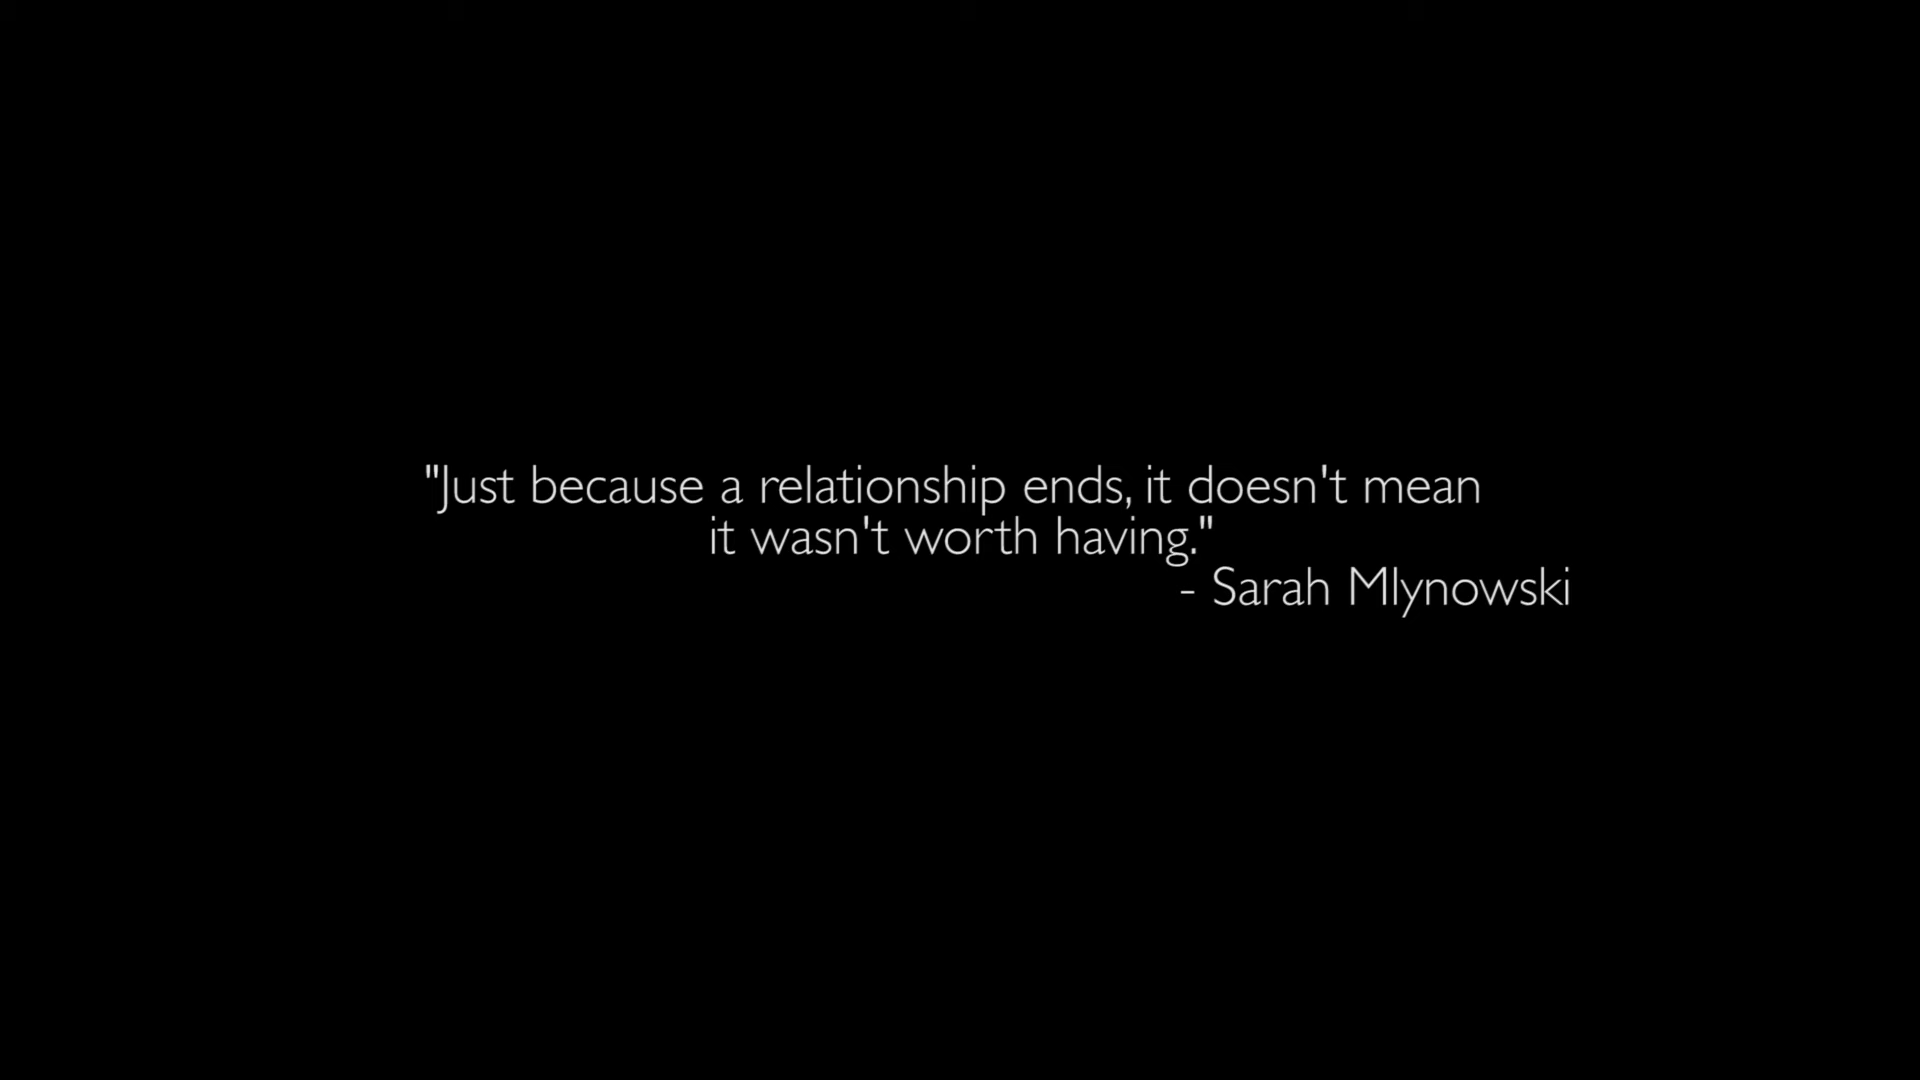 "Just because a relationship ends, it doesn't mean
it wasn't worth having."
- Sarah Mlynowski